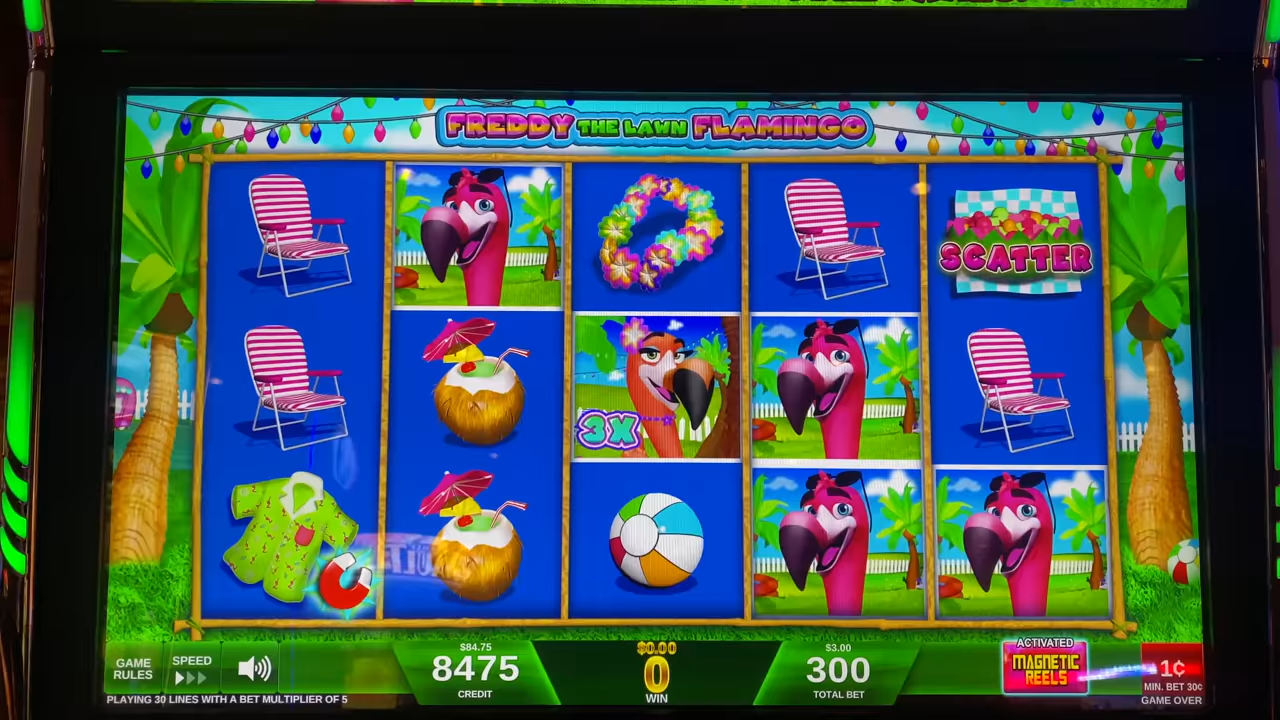 FREDDY THE LAWN FLAMINGO
SCATTER
3X
GAME RULES
SPEED
$84.75
8475
CREDIT
$0.00
0
WIN
$3.00
300
TOTAL BET
ACTIVATED
MAGNETIC
REELS
1¢
MIN. BET 30¢
GAME OVER
PLAYING 30 LINES WITH A BET MULTIPLIER OF 5